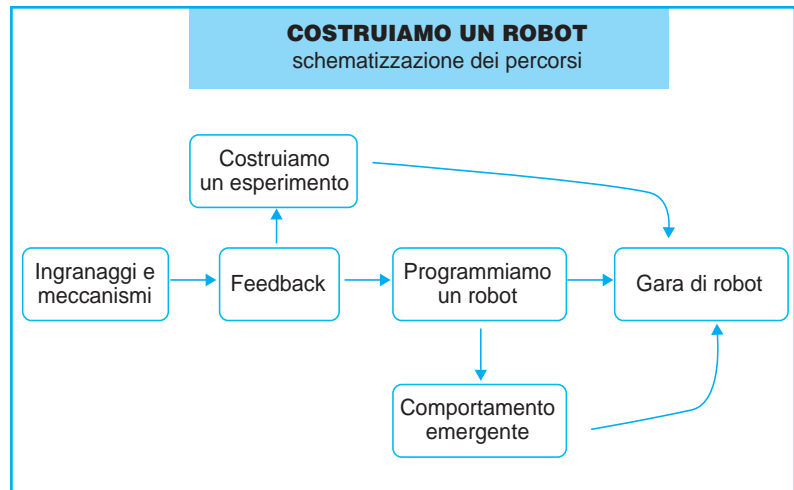 COSTRUIAMO UN ROBOT
schematizzazione dei percorsi
Costruiamo
un esperimento
Ingranaggi e
meccanismi
Feedback
Programmiamo
un robot
Gara di robot
Comportamento
emergente